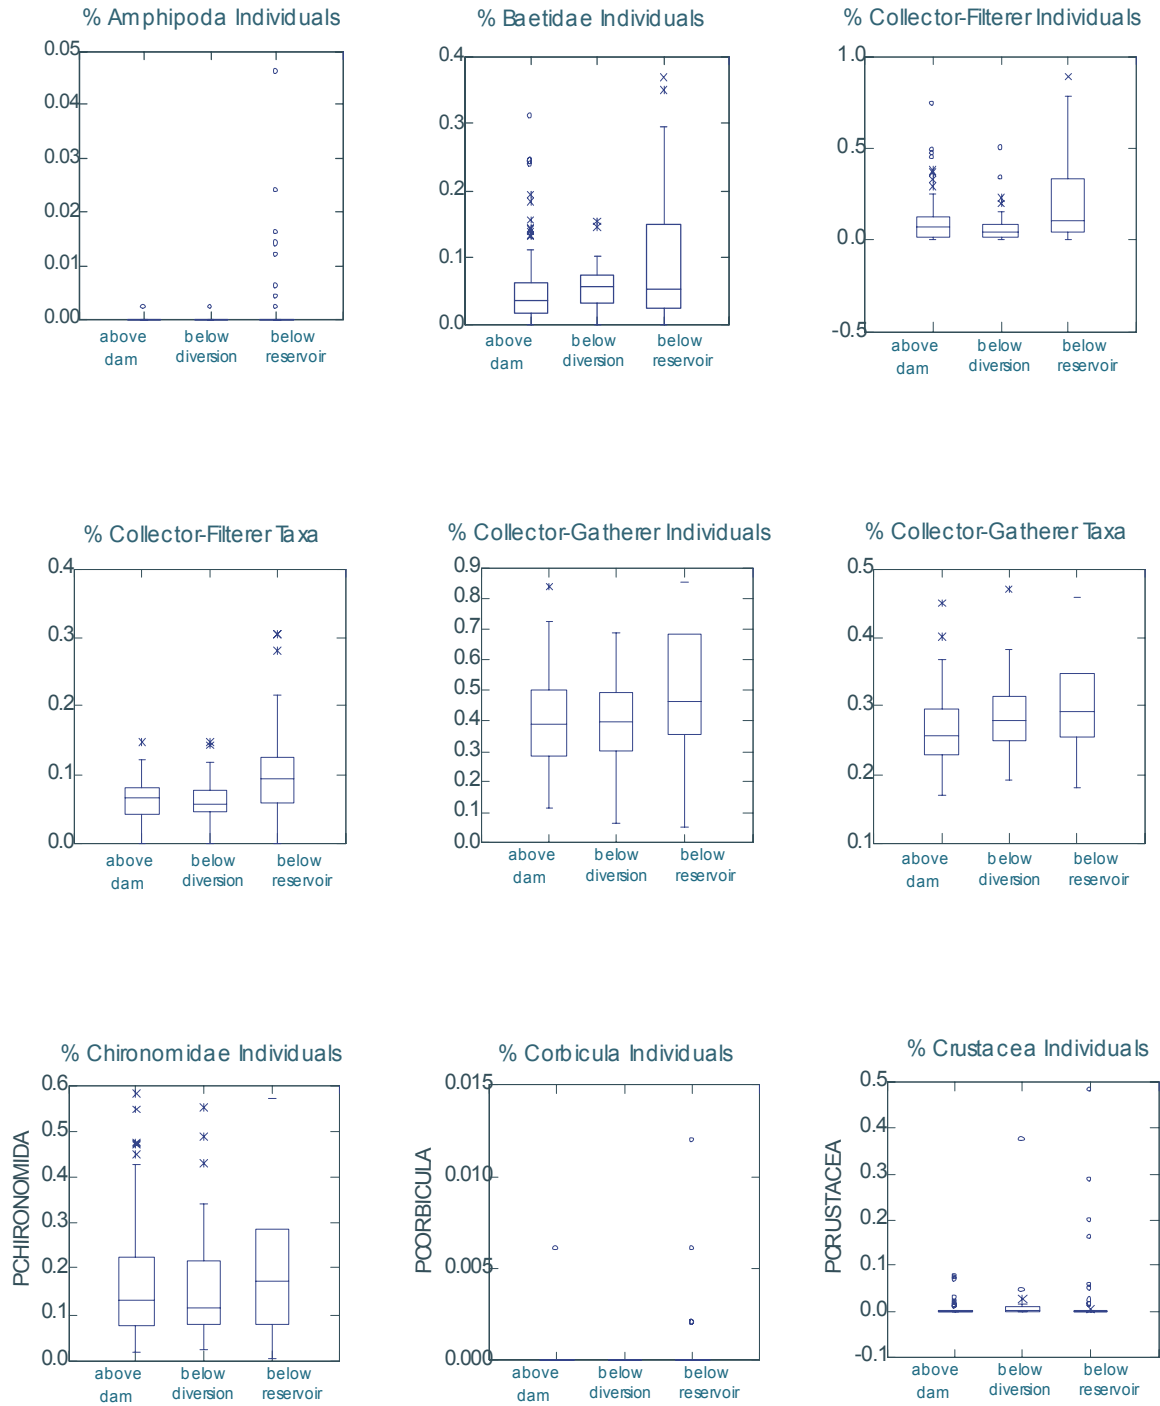 % Amphipoda Individuals
0.05
0.04
0.03
0.02
0.01
0.00
above dam
below diversion
below reservoir
% Baetidae Individuals
0.4
0.3
0.2
0.1
0.0
above dam
below diversion
below reservoir
% Collector-Filterer Individuals
1.0
0.5
0.0
-0.5
above dam
below diversion
below reservoir
% Collector-Filterer Taxa
0.4
0.3
0.2
0.1
0.0
above dam
below diversion
below reservoir
% Collector-Gatherer Individuals
0.9
0.8
0.7
0.6
0.5
0.4
0.3
0.2
0.1
0.0
above dam
below diversion
below reservoir
% Collector-Gatherer Taxa
0.5
0.4
0.3
0.2
0.1
above dam
below diversion
below reservoir
% Chironomidae Individuals
PCHIRONOMIDA
0.6
0.5
0.4
0.3
0.2
0.1
0.0
above dam
below diversion
below reservoir
% Corbicula Individuals
PCORBICULA
0.015
0.010
0.005
0.000
above dam
below diversion
below reservoir
% Crustacea Individuals
PCRUSTACEA
0.5
0.4
0.3
0.2
0.1
0.0
-0.1
above dam
below diversion
below reservoir